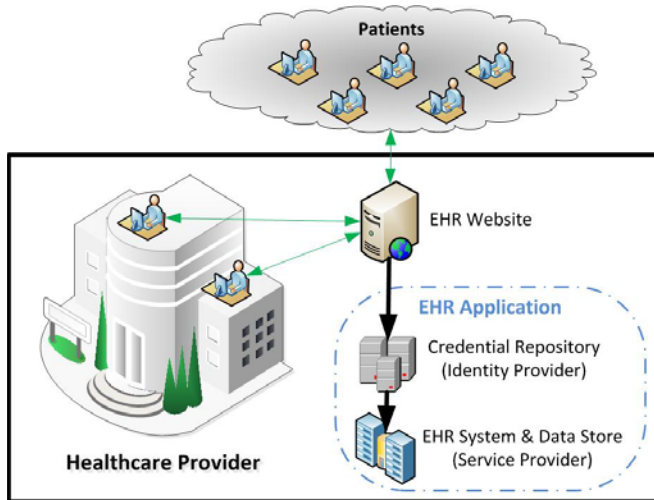 Patients
EHR Website
EHR Application
Credential Repository
(Identity Provider)
EHR System & Data Store
(Service Provider)
Healthcare Provider